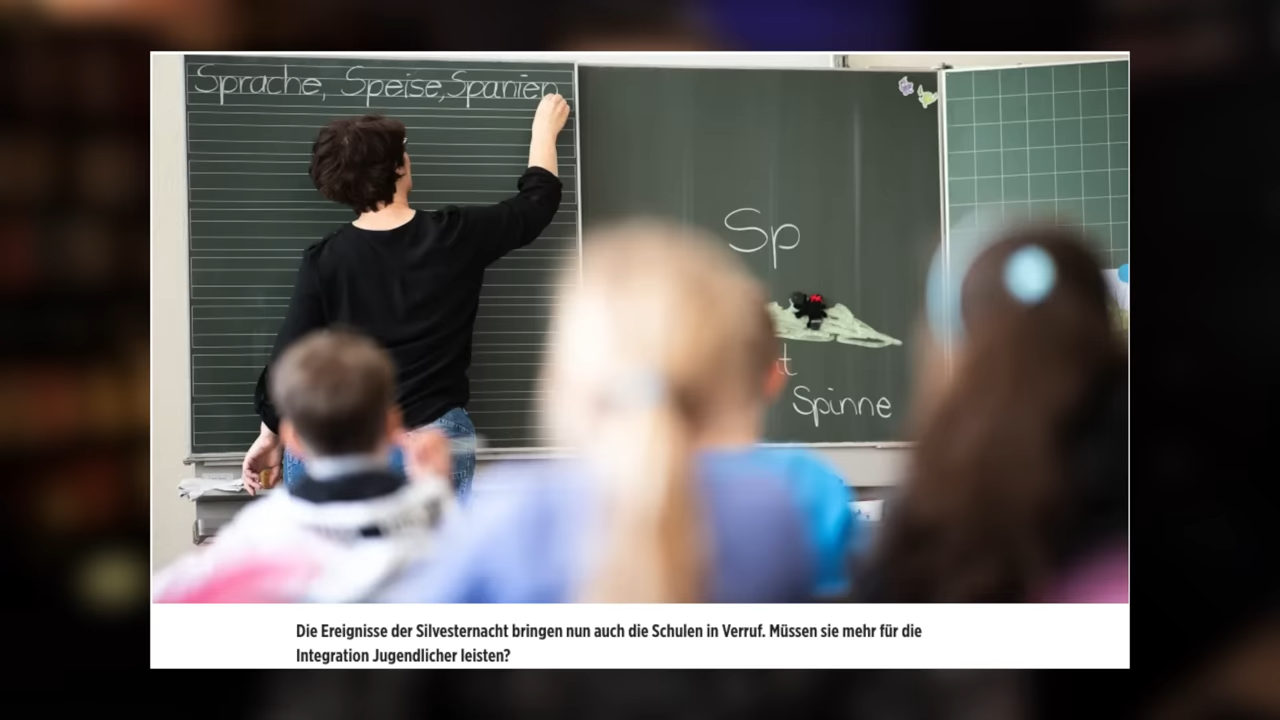 Sprache, Speise, Spanien
Sp
t
Spinne
Die Ereignisse der Silvesternacht bringen nun auch die Schulen in Verruf. Müssen sie mehr für die
Integration Jugendlicher leisten?